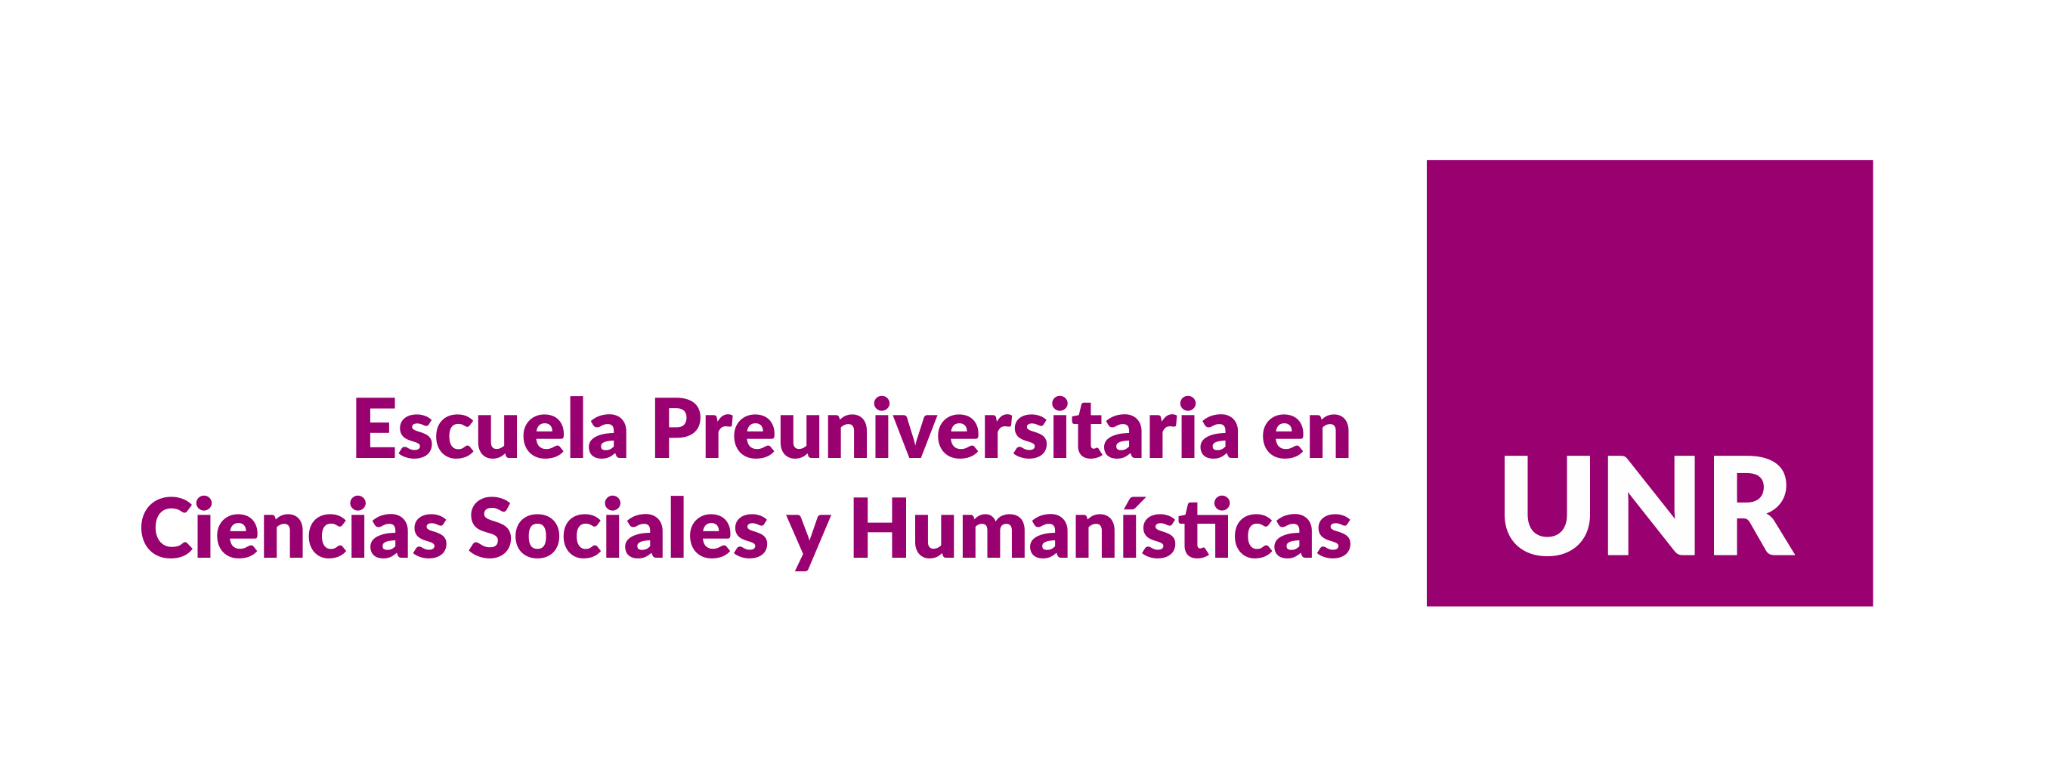 Escuela Preuniversitaria en
Ciencias Sociales y Humanísticas
UNR